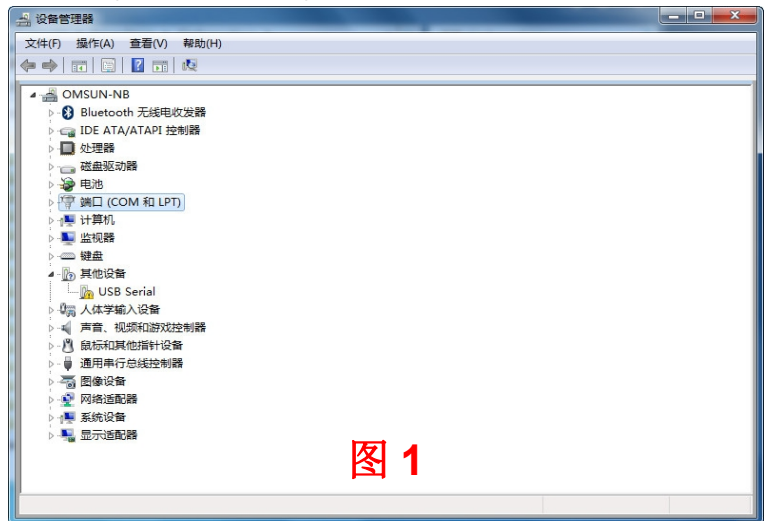 设备管理器
文件(F) 操作(A) 查看(V) 帮助(H)
OMSUN-NB
Bluetooth 无线电收发器
IDE ATA/ATAPI 控制器
处理器
磁盘驱动器
电池
端口 (COM 和 LPT)
计算机
监视器
键盘
其他设备
USB Serial
人体学输入设备
声音、视频和游戏控制器
鼠标和其他指针设备
通用串行总线控制器
图像设备
网络适配器
系统设备
显示适配器
图 1